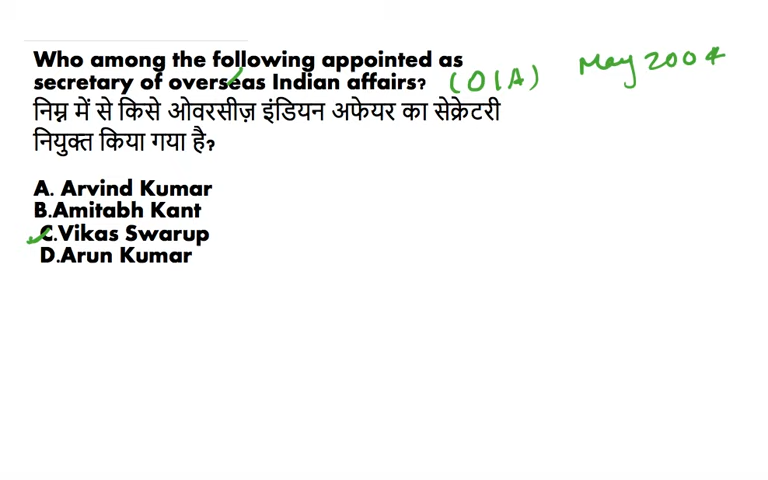 Who among the following appointed as
secretary of overseas Indian affairs? (OIA) May 2004
निम्न में से किसे ओवरसीज़ इंडियन अफेयर का सेक्रेटरी
नियुक्त किया गया है?
A. Arvind Kumar
B.Amitabh Kant
C.Vikas Swarup
D.Arun Kumar